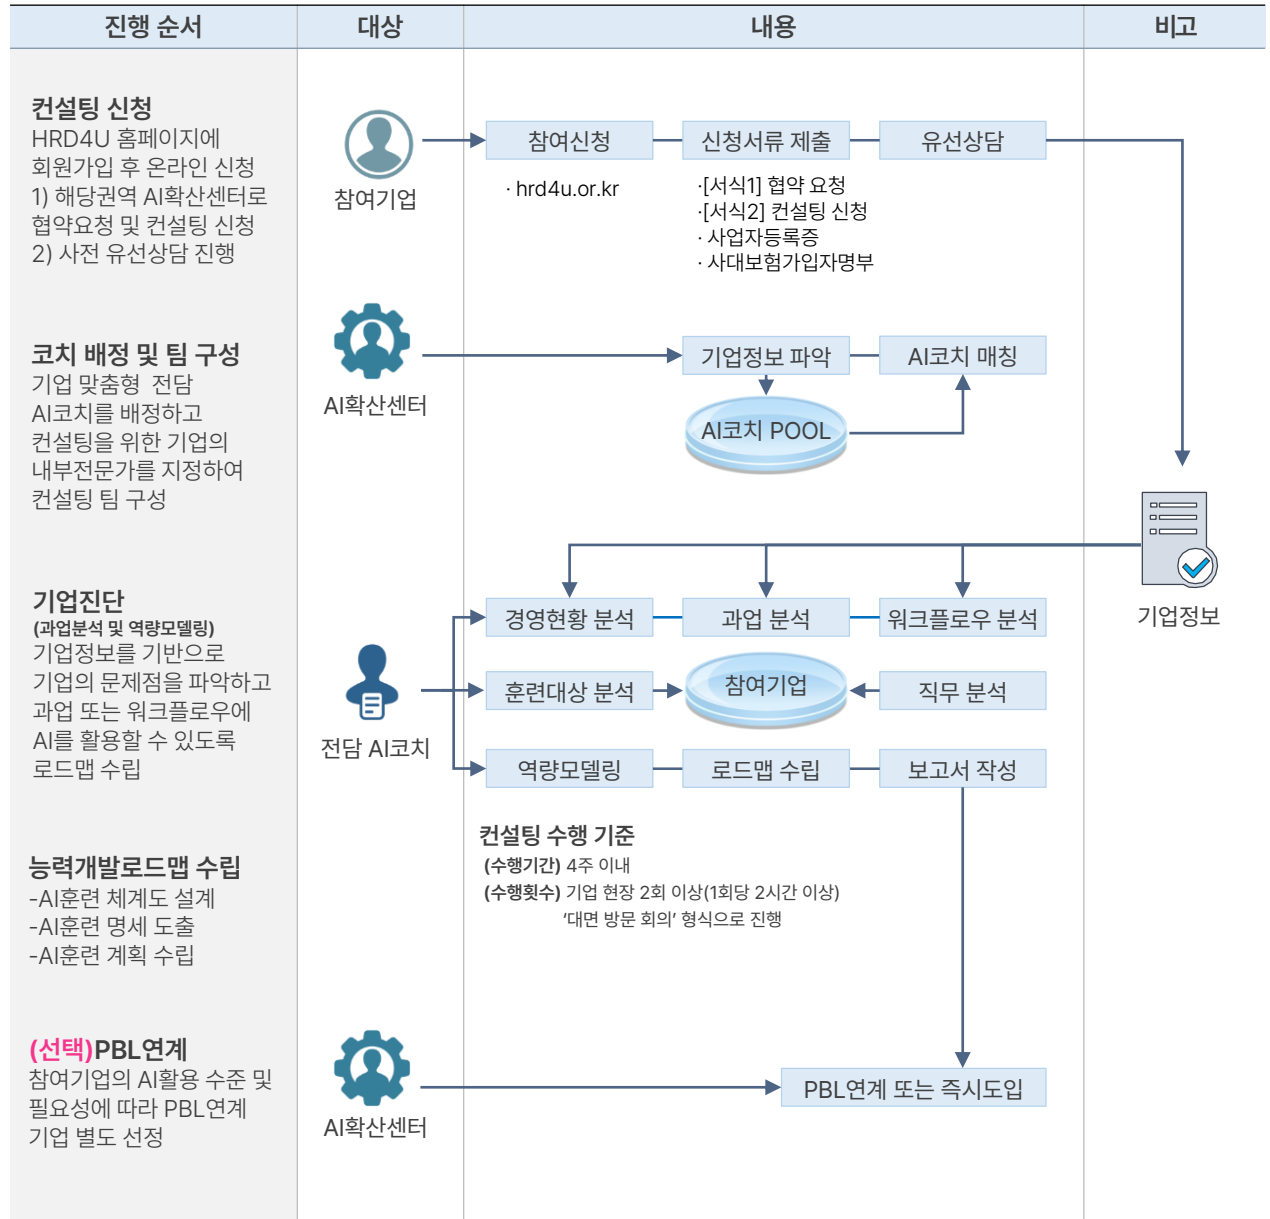 진행 순서
대상
내용
비고
컨설팅 신청
HRD4U 홈페이지에
회원가입 후 온라인 신청
1) 해당권역 AI확산센터로
협약요청 및 컨설팅 신청
2) 사전 유선상담 진행
참여기업
참여신청
신청서류 제출
유선상담
· hrd4u.or.kr
·[서식1] 협약 요청
·[서식2] 컨설팅 신청
· 사업자등록증
· 사대보험가입자명부
코치 배정 및 팀 구성
기업 맞춤형 전담
AI코치를 배정하고
컨설팅을 위한 기업의
내부전문가를 지정하여
컨설팅 팀 구성
AI확산센터
기업정보 파악
AI코치 매칭
AI코치 POOL
기업정보
기업진단
(과업분석 및 역량모델링)
기업정보를 기반으로
기업의 문제점을 파악하고
과업 또는 워크플로우에
AI를 활용할 수 있도록
로드맵 수립
전담 AI코치
경영현황 분석
과업 분석
워크플로우 분석
훈련대상 분석
참여기업
직무 분석
역량모델링
로드맵 수립
보고서 작성
컨설팅 수행 기준
(수행기간) 4주 이내
(수행횟수) 기업 현장 2회 이상(1회당 2시간 이상)
‘대면 방문 회의’ 형식으로 진행
능력개발로드맵 수립
-AI훈련 체계도 설계
-AI훈련 명세 도출
-AI훈련 계획 수립
(선택)PBL연계
참여기업의 AI활용 수준 및
필요성에 따라 PBL연계
기업 별도 선정
AI확산센터
PBL연계 또는 즉시도입